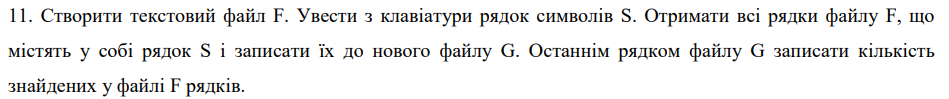 11. Створити текстовий файл F. Увести з клавіатури рядок символів S. Отримати всі рядки файлу F, що
містять у собі рядок S і записати їх до нового файлу G. Останнім рядком файлу G записати кількість
знайдених у файлі F рядків.